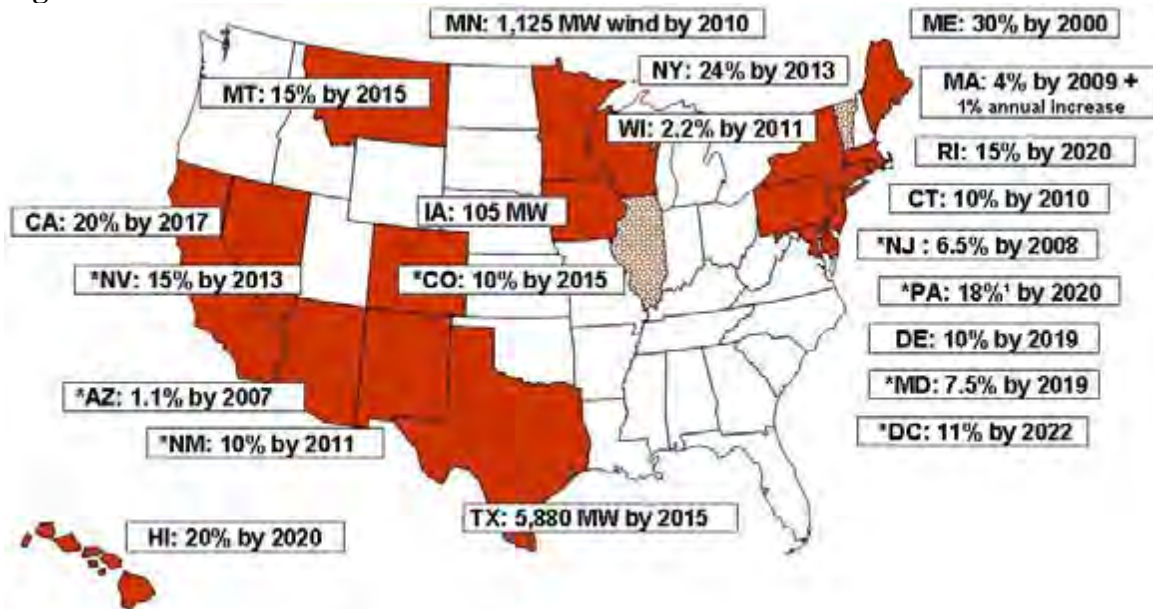 MN: 1,125 MW wind by 2010
ME: 30% by 2000
NY: 24% by 2013
MT: 15% by 2015
MA: 4% by 2009 +
1% annual increase
WI: 2.2% by 2011
RI: 15% by 2020
CT: 10% by 2010
IA: 105 MW
CA: 20% by 2017
*NJ : 6.5% by 2008
*NV: 15% by 2013
*CO: 10% by 2015
*PA: 18%¹ by 2020
DE: 10% by 2019
*MD: 7.5% by 2019
*AZ: 1.1% by 2007
*DC: 11% by 2022
*NM: 10% by 2011
TX: 5,880 MW by 2015
HI: 20% by 2020